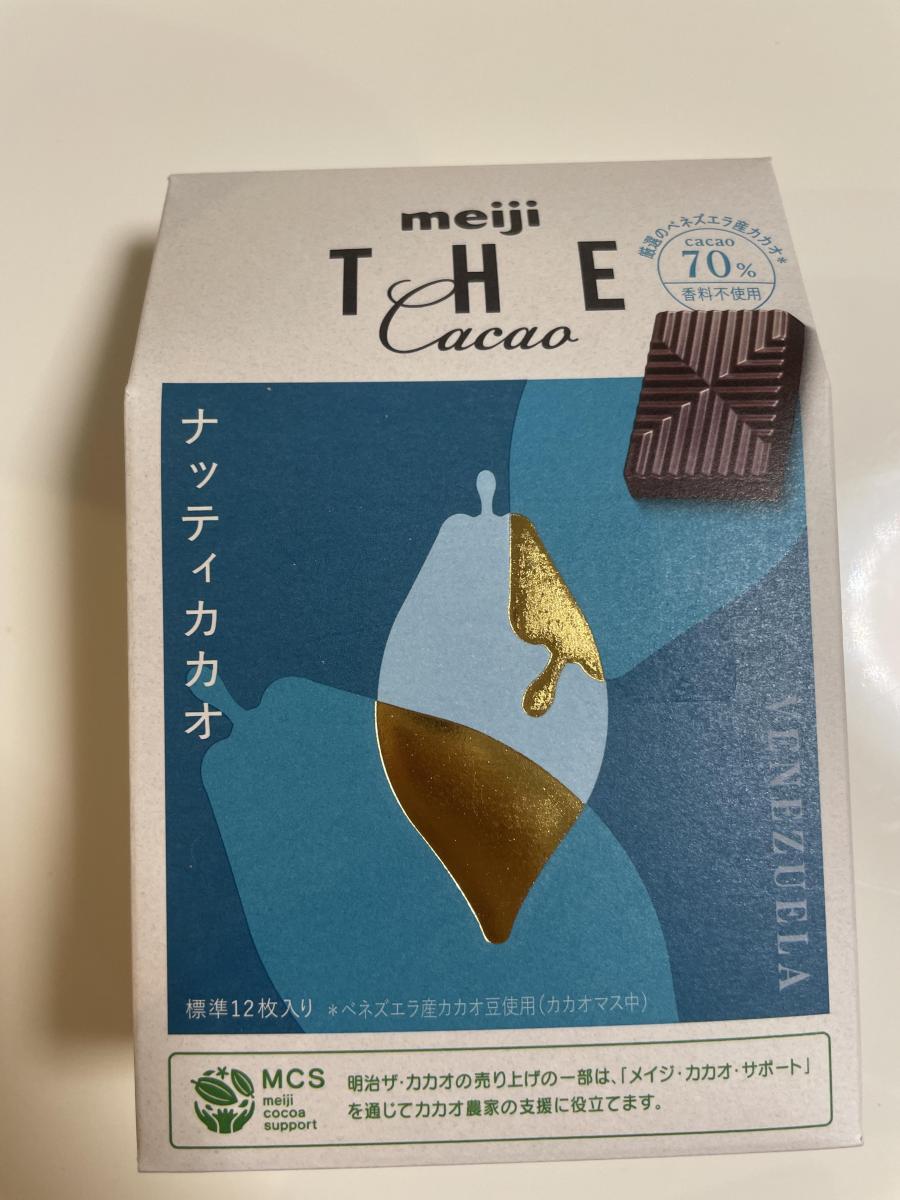 meiji
THE
Cacao
厳選のベネズエラ産カカオ*
cacao
70%
香料不使用
ナッティカカオ
VENEZUELA
標準12枚入り *ベネズエラ産カカオ豆使用(カカオマス中)
MCS
meiji
cocoa
support
明治ザ・カカオの売り上げの一部は、「メイジ・カカオ・サポート」
を通じてカカオ農家の支援に役立てます。